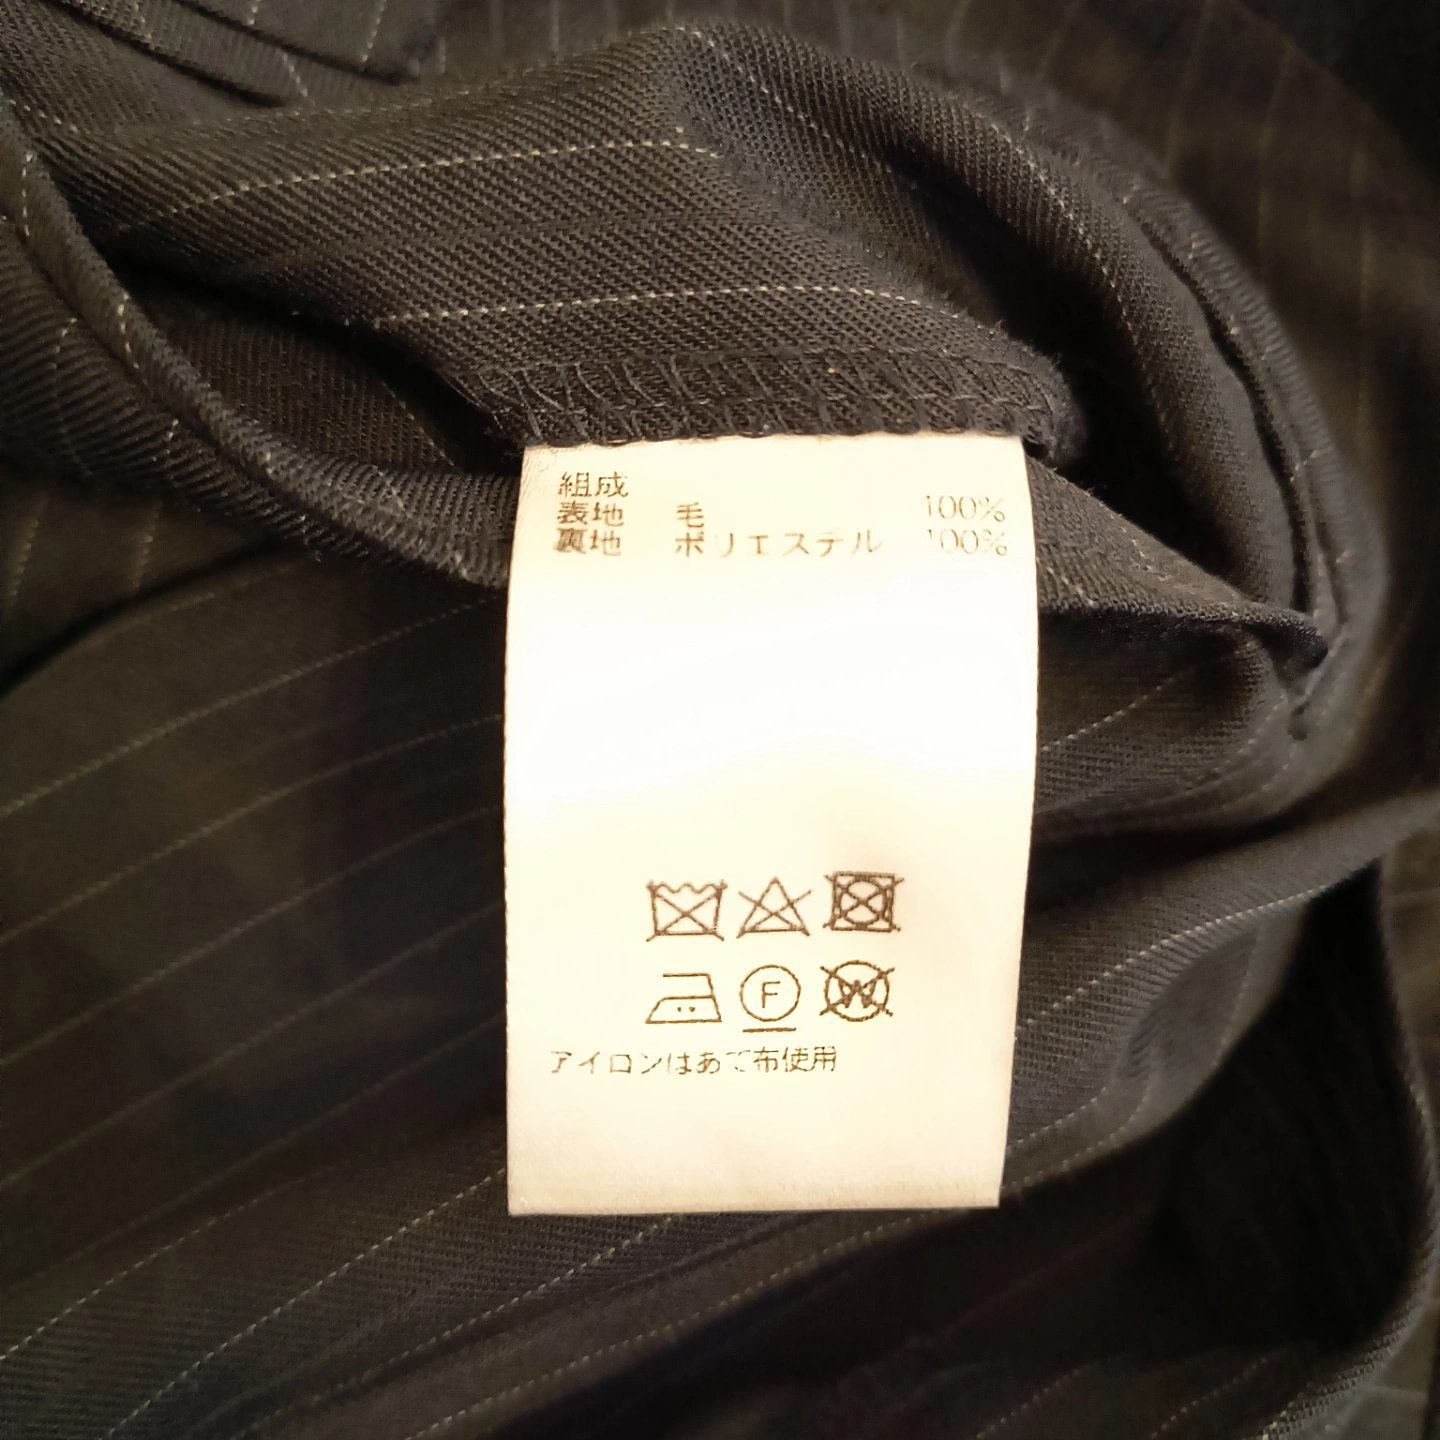 組成
表地 毛 100%
裏地 ポリエステル 100%
F
W
アイロンはあて布使用